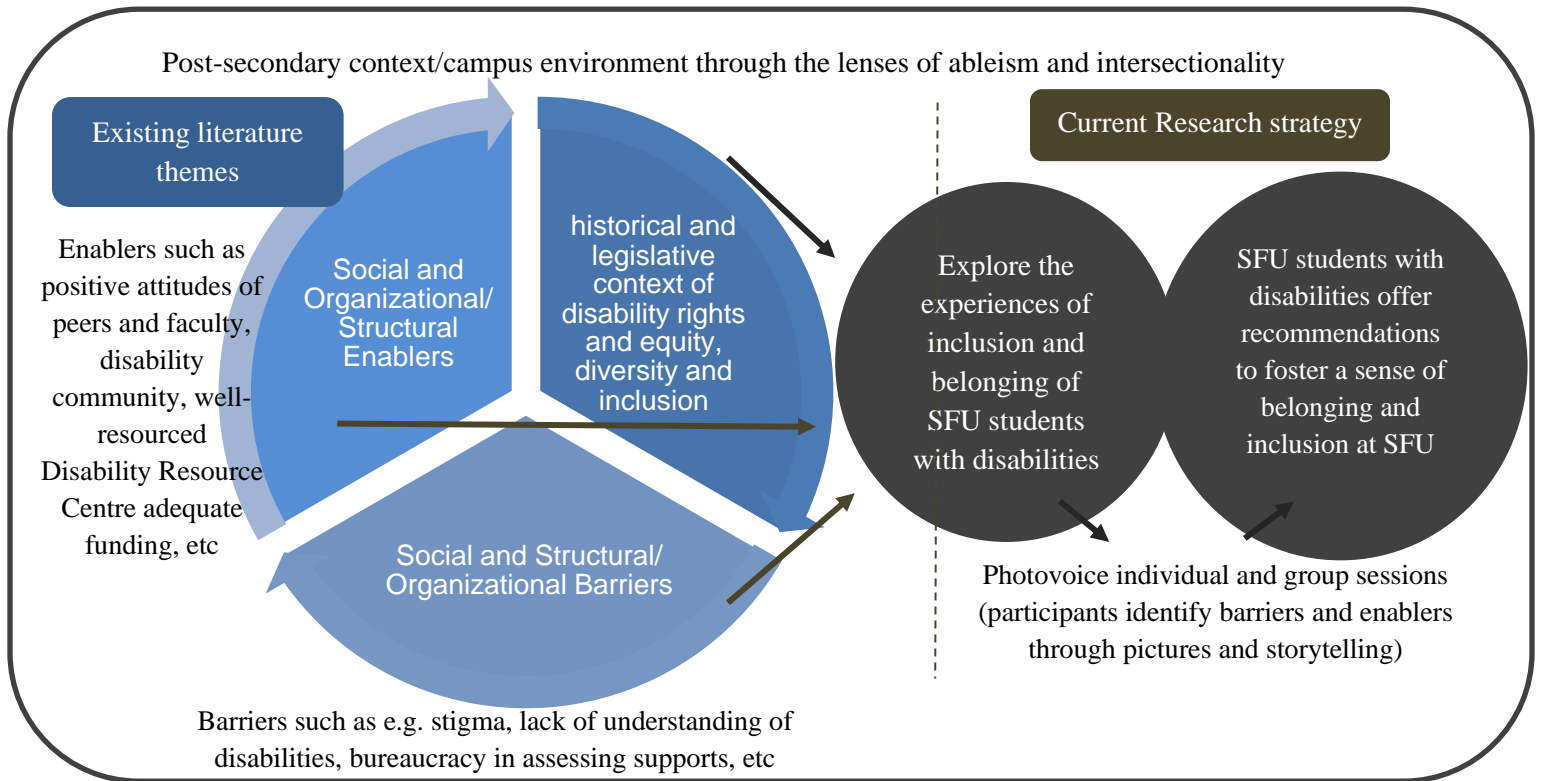 Post-secondary context/campus environment through the lenses of ableism and intersectionality
Existing literature
themes
Enablers such as
positive attitudes of
peers and faculty,
disability
community, well-
resourced
Disability Resource
Centre adequate
funding, etc
Social and
Organizational/
Structural
Enablers
historical and
legislative
context of
disability rights
and equity,
diversity and
inclusion
Social and Structural/
Organizational Barriers
Barriers such as e.g. stigma, lack of understanding of
disabilities, bureaucracy in assessing supports, etc
Current Research strategy
Explore the
experiences of
inclusion and
belonging of
SFU students
with disabilities
SFU students with
disabilities offer
recommendations
to foster a sense of
belonging and
inclusion at SFU
Photovoice individual and group sessions
(participants identify barriers and enablers
through pictures and storytelling)